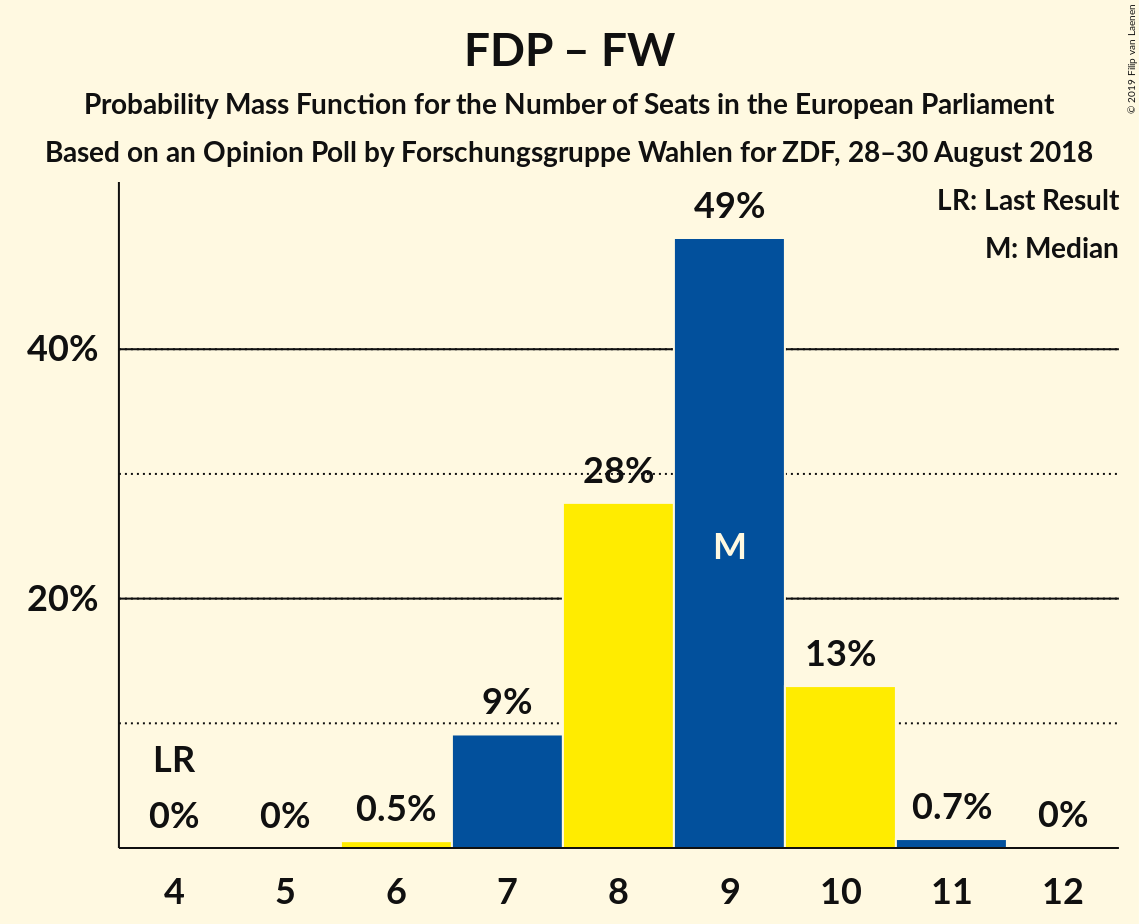 FDP – FW
Probability Mass Function for the Number of Seats in the European Parliament
Based on an Opinion Poll by Forschungsgruppe Wahlen for ZDF, 28–30 August 2018
© 2019 Filip van Laenen
LR: Last Result
M: Median
49%
40%
28%
M
20%
13%
9%
LR
0%
0%
0.5%
0.7%
0%
4 5 6 7 8 9 10 11 12